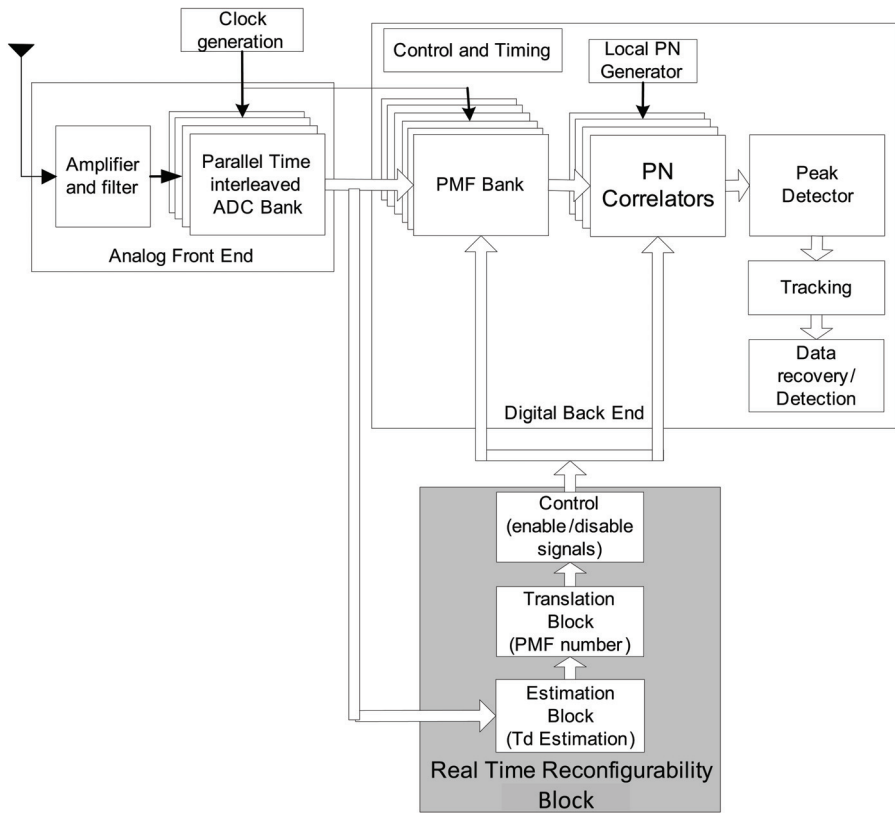 Clock
generation
Control and Timing
Local PN
Generator
Amplifier
and filter
Parallel Time
interleaved
ADC Bank
PMF Bank
PN
Correlators
Peak
Detector
Analog Front End
Tracking
Data
recovery/
Detection
Digital Back End
Control
(enable/disable
signals)
Translation
Block
(PMF number)
Estimation
Block
(Td Estimation)
Real Time Reconfigurability
Block